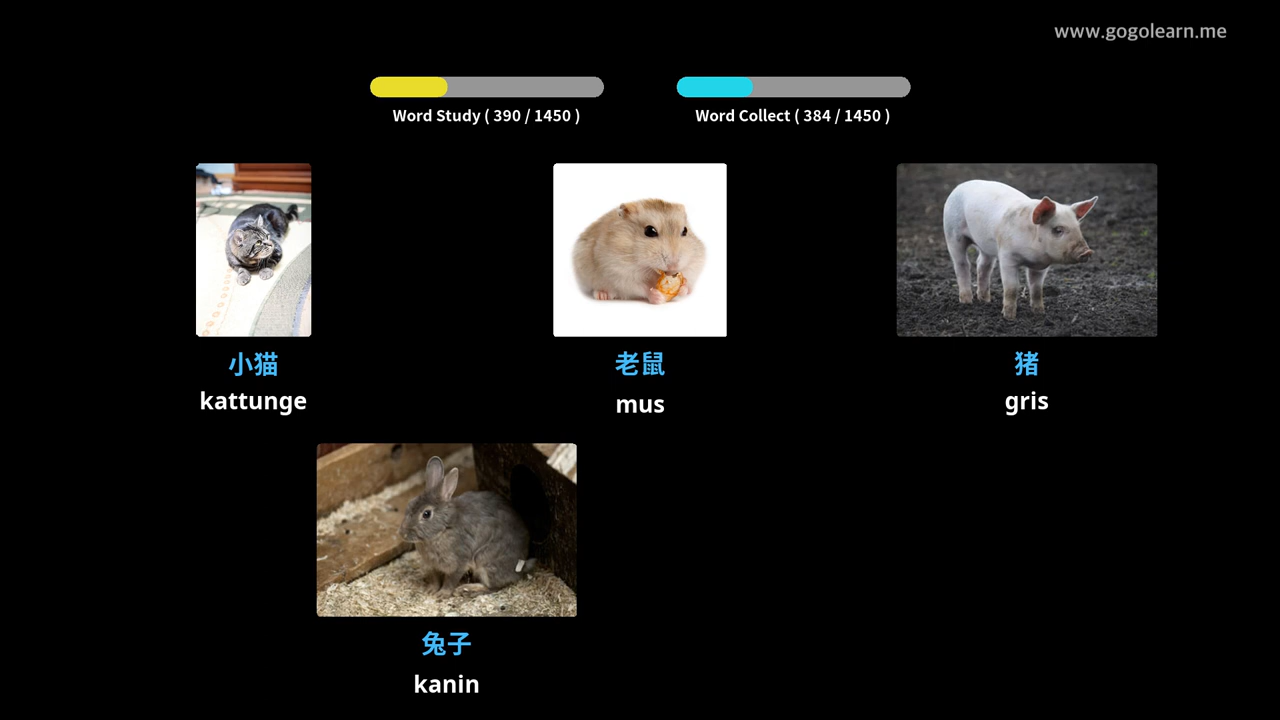 www.gogolearn.me
Word Study ( 390 / 1450 )
Word Collect ( 384 / 1450 )
小猫
kattunge
老鼠
mus
猪
gris
兔子
kanin